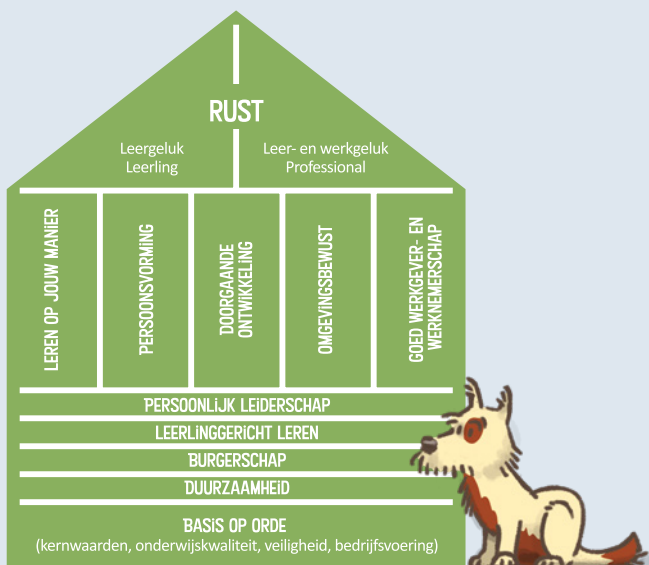 RUST
Leergeluk
Leerling
Leer- en werkgeluk
Professional
LEREN OP JOUW MANIER
PERSOONSVORMING
DOORGAANDE
ONTWIKKELING
OMGEVINGSBEWUST
GOED WERKGEVER- EN
WERKNEMERSCHAP
PERSOONLIJK LEIDERSCHAP
LEERLINGGERICHT LEREN
BURGERSCHAP
DUURZAAMHEID
BASIS OP ORDE
(kernwaarden, onderwijskwaliteit, veiligheid, bedrijfsvoering)